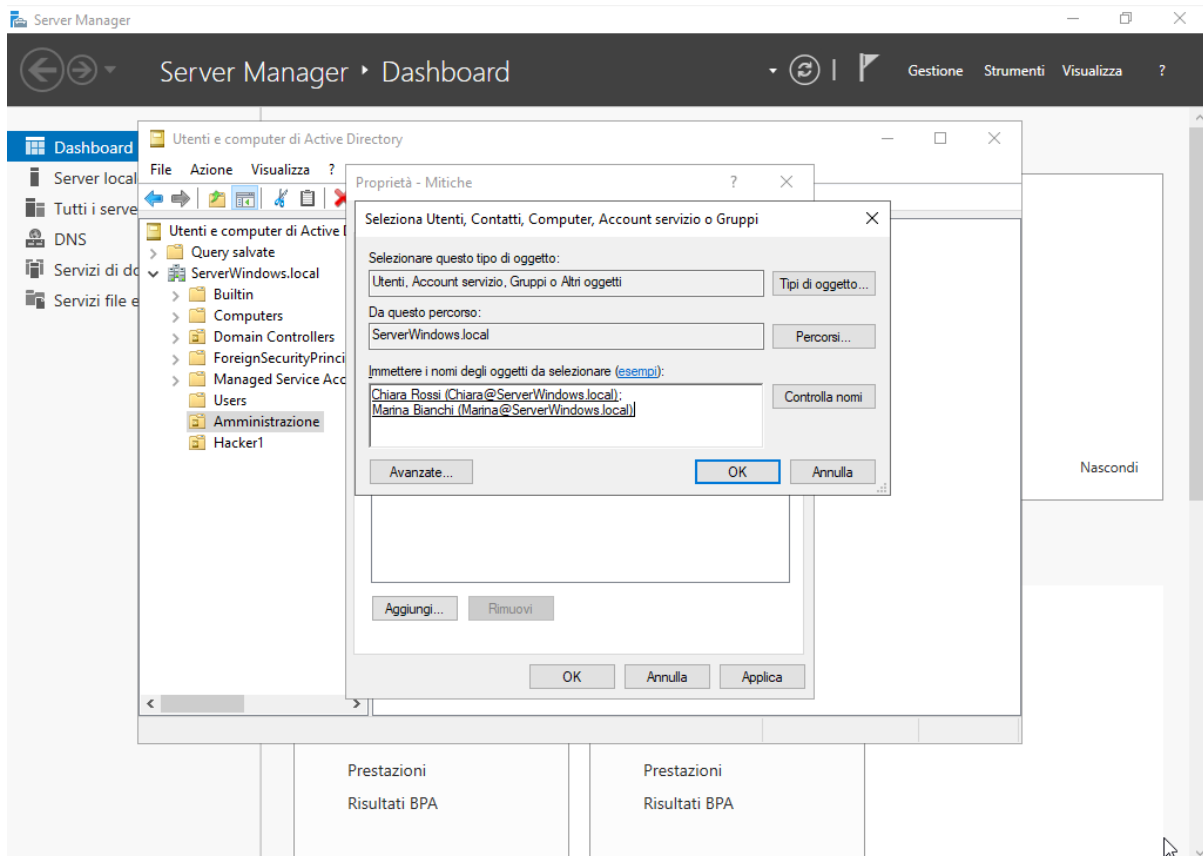 Server Manager
Server Manager • Dashboard
Gestione Strumenti Visualizza ?
Dashboard
Server local
Tutti i serve
DNS
Servizi di do
Servizi file e
Utenti e computer di Active Directory
File Azione Visualizza ?
Utenti e computer di Active
Query salvate
ServerWindows.local
Builtin
Computers
Domain Controllers
ForeignSecurityPrinci
Managed Service Acc
Users
Amministrazione
Hacker1
Proprietà - Mitiche ?
Seleziona Utenti, Contatti, Computer, Account servizio o Gruppi
Selezionare questo tipo di oggetto:
Utenti, Account servizio, Gruppi o Altri oggetti
Tipi di oggetto...
Da questo percorso:
ServerWindows.local
Percorsi...
Immettere i nomi degli oggetti da selezionare (esempi):
Chiara Rossi (Chiara@ServerWindows.local);
Marina Bianchi (Marina@ServerWindows.local)
Controlla nomi
Avanzate...
OK
Annulla
Aggiungi...
Rimuovi
OK
Annulla
Applica
Nascondi
Prestazioni
Risultati BPA
Prestazioni
Risultati BPA